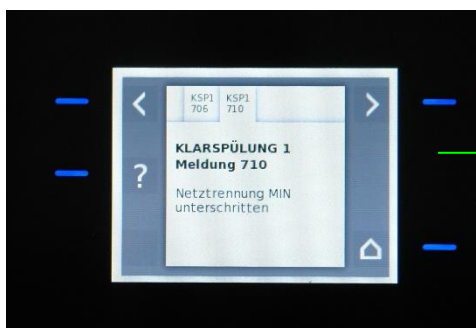 KSP1 KSP1
706 710
KLARSPÜLUNG 1
Meldung 710
Netztrennung MIN
unterschritten
?